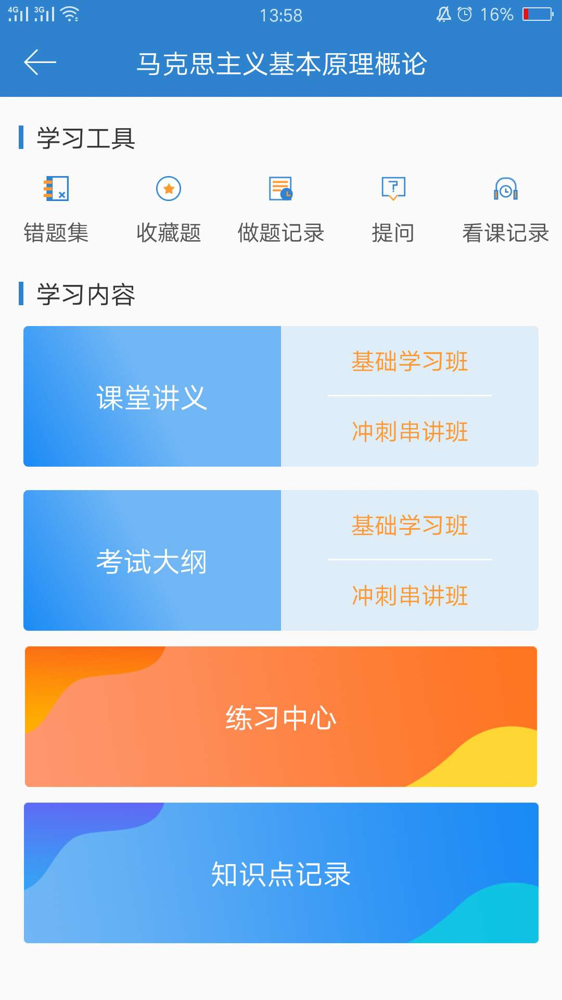 4G 3G 13:58 16%
马克思主义基本原理概论
学习工具
错题集 收藏题 做题记录 提问 看课记录
学习内容
课堂讲义
基础学习班
冲刺串讲班
考试大纲
基础学习班
冲刺串讲班
练习中心
知识点记录